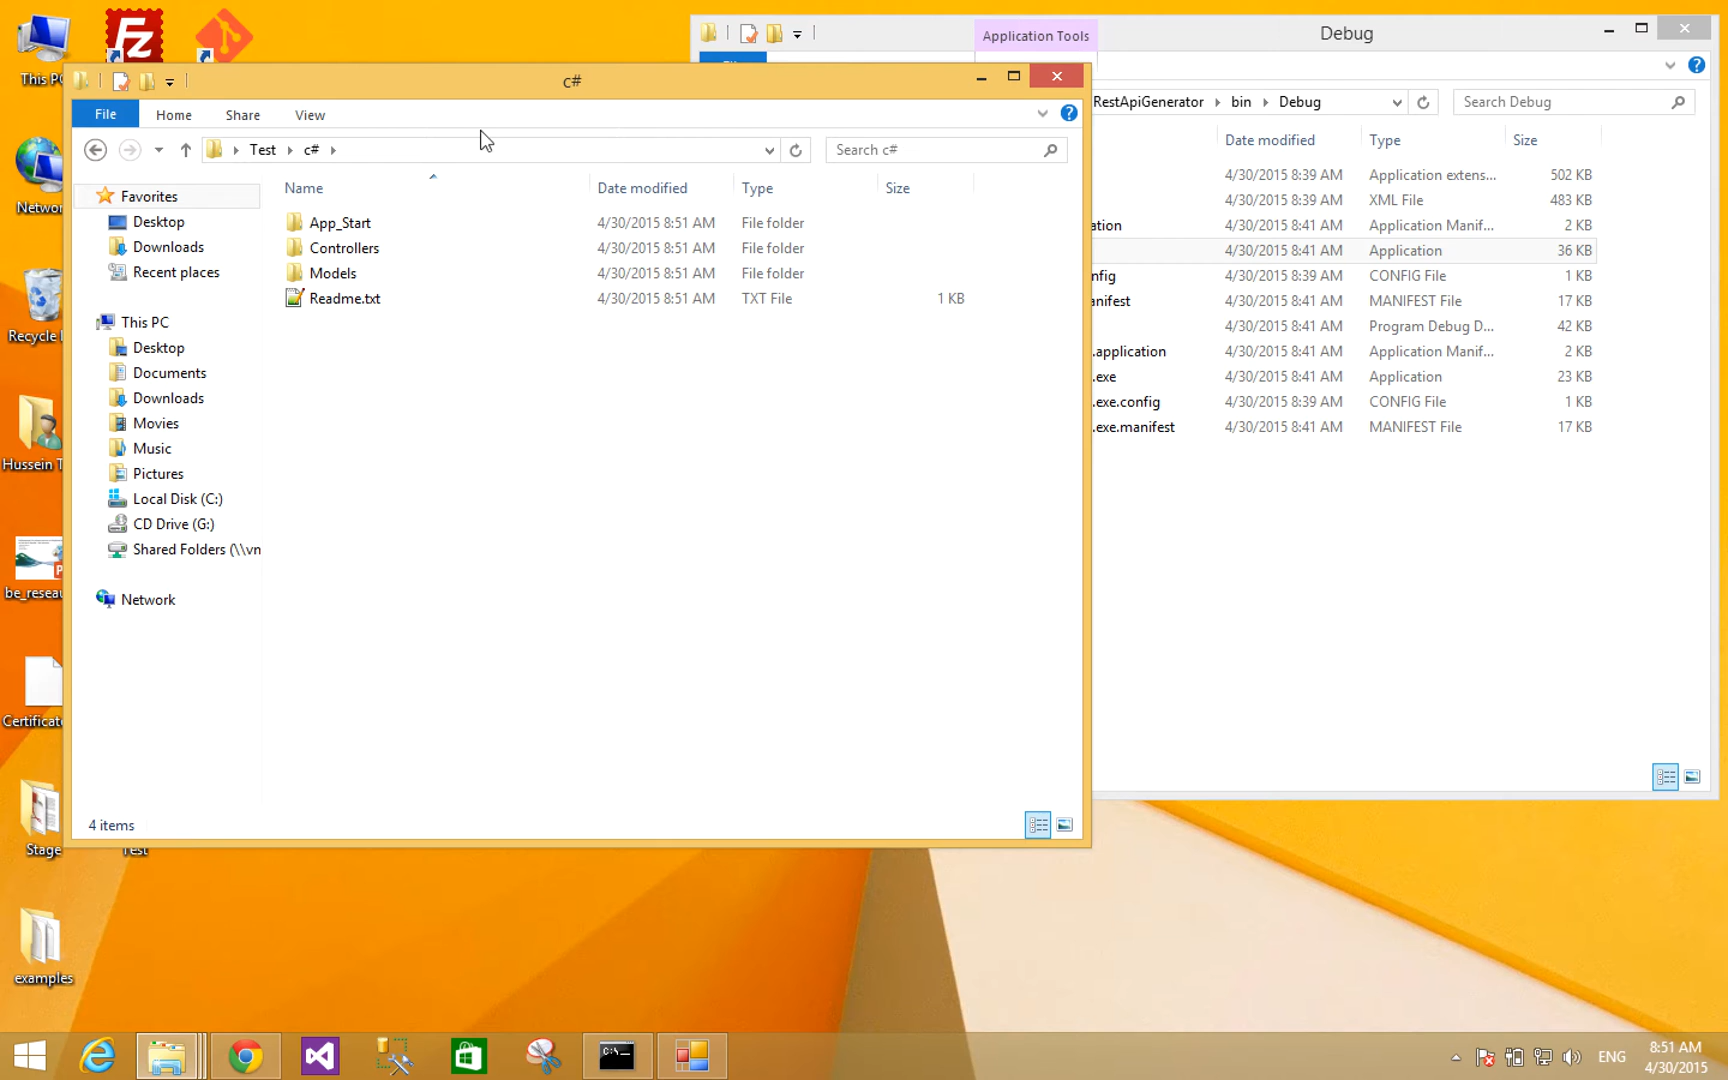 This PC
Fz
Application Tools
Debug
c#
File
Home
Share
View
Test
c#
Search c#
RestApiGenerator
bin
Debug
Search Debug
Name
Date modified
Type
Size
App_Start
4/30/2015 8:51 AM
File folder
Controllers
4/30/2015 8:51 AM
File folder
Models
4/30/2015 8:51 AM
File folder
Readme.txt
4/30/2015 8:51 AM
TXT File
1 KB
Favorites
Desktop
Downloads
Recent places
This PC
Desktop
Documents
Downloads
Movies
Music
Pictures
Local Disk (C:)
CD Drive (G:)
Shared Folders (\\vn
Network
4 items
Date modified
Type
Size
4/30/2015 8:39 AM
Application extens...
502 KB
4/30/2015 8:39 AM
XML File
483 KB
ation
4/30/2015 8:41 AM
Application Manif...
2 KB
4/30/2015 8:41 AM
Application
36 KB
nfig
4/30/2015 8:39 AM
CONFIG File
1 KB
anifest
4/30/2015 8:41 AM
MANIFEST File
17 KB
4/30/2015 8:41 AM
Program Debug D...
42 KB
.application
4/30/2015 8:41 AM
Application Manif...
2 KB
.exe
4/30/2015 8:41 AM
Application
23 KB
.exe.config
4/30/2015 8:39 AM
CONFIG File
1 KB
.exe.manifest
4/30/2015 8:41 AM
MANIFEST File
17 KB
Networ
Recycle
Hussein T
be_resea
Certificat
Stage
Test
examples
C:\_
ENG
8:51 AM
4/30/2015